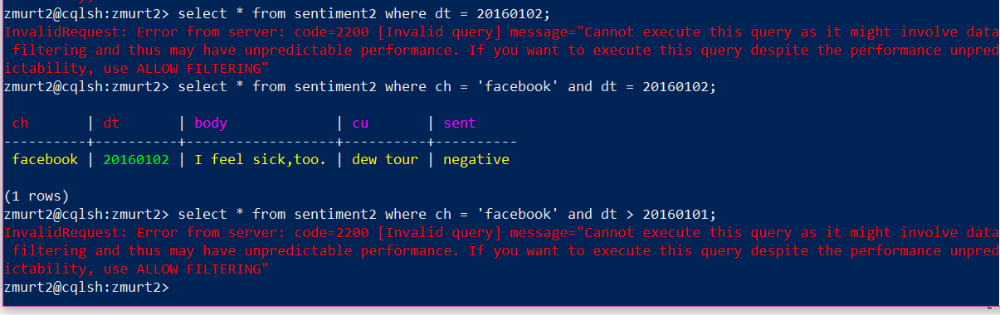 zmurt2@cqlsh:zmurt2> select * from sentiment2 where dt = 20160102;
InvalidRequest: Error from server: code=2200 [Invalid query] message="Cannot execute this query as it might involve data
 filtering and thus may have unpredictable performance. If you want to execute this query despite the performance unpred
ictability, use ALLOW FILTERING"
zmurt2@cqlsh:zmurt2> select * from sentiment2 where ch = 'facebook' and dt = 20160102;
 ch       | dt       | body             | cu       | sent
----------+----------+------------------+----------+----------
 facebook | 20160102 | I feel sick,too. | dew tour | negative
(1 rows)
zmurt2@cqlsh:zmurt2> select * from sentiment2 where ch = 'facebook' and dt > 20160101;
InvalidRequest: Error from server: code=2200 [Invalid query] message="Cannot execute this query as it might involve data
 filtering and thus may have unpredictable performance. If you want to execute this query despite the performance unpred
ictability, use ALLOW FILTERING"
zmurt2@cqlsh:zmurt2>